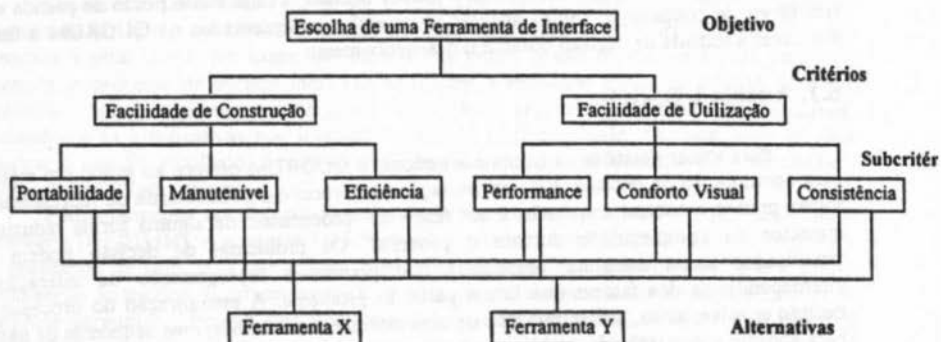 Escolha de uma Ferramenta de Interface
Objetivo
Critérios
Facilidade de Construção
Facilidade de Utilização
Subcritér
Portabilidade
Manutenível
Eficiência
Performance
Conforto Visual
Consistência
Ferramenta X
Ferramenta Y
Alternativas